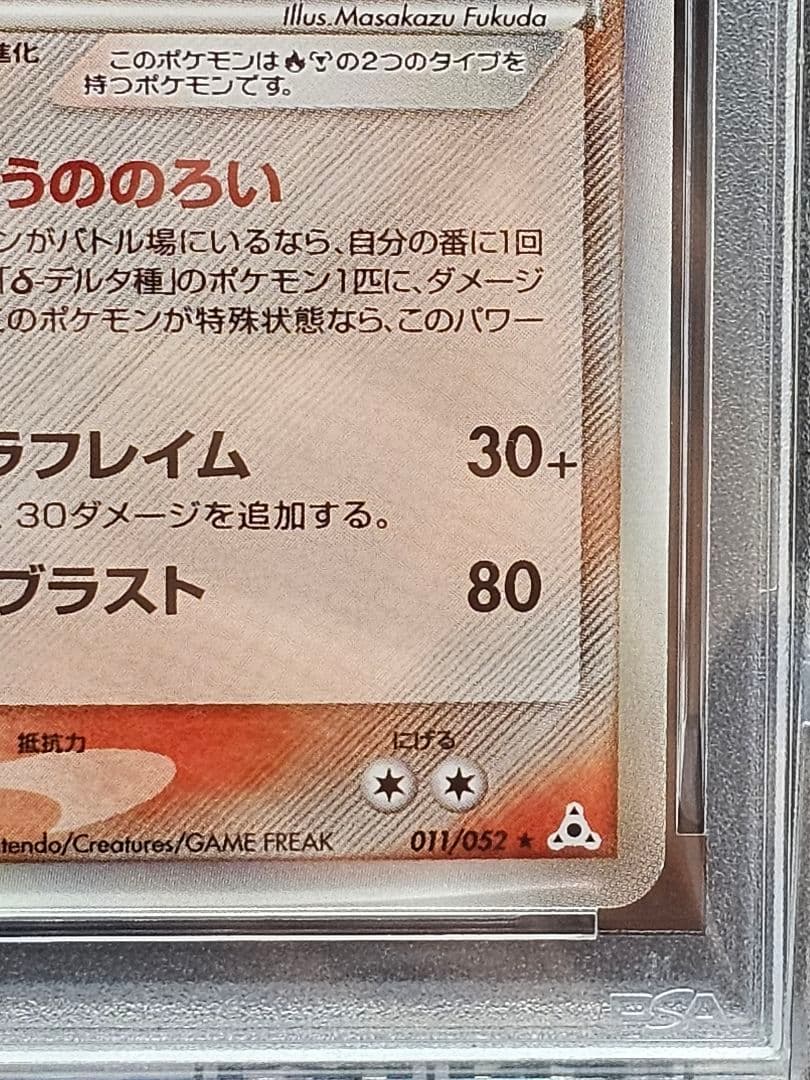 Illus.Masakazu Fukuda
進化
このポケモンはの2つのタイプを
持つポケモンです。
うののろい
ンがバトル場にいるなら、自分の番に1回
「δ-デルタ種」のポケモン1匹に、ダメージ
このポケモンが特殊状態なら、このパワー
ラフレイム 30+
、30ダメージを追加する。
ブラスト 80
抵抗力 にげる
ntendo/Creatures/GAME FREAK 011/052 ★
PSA